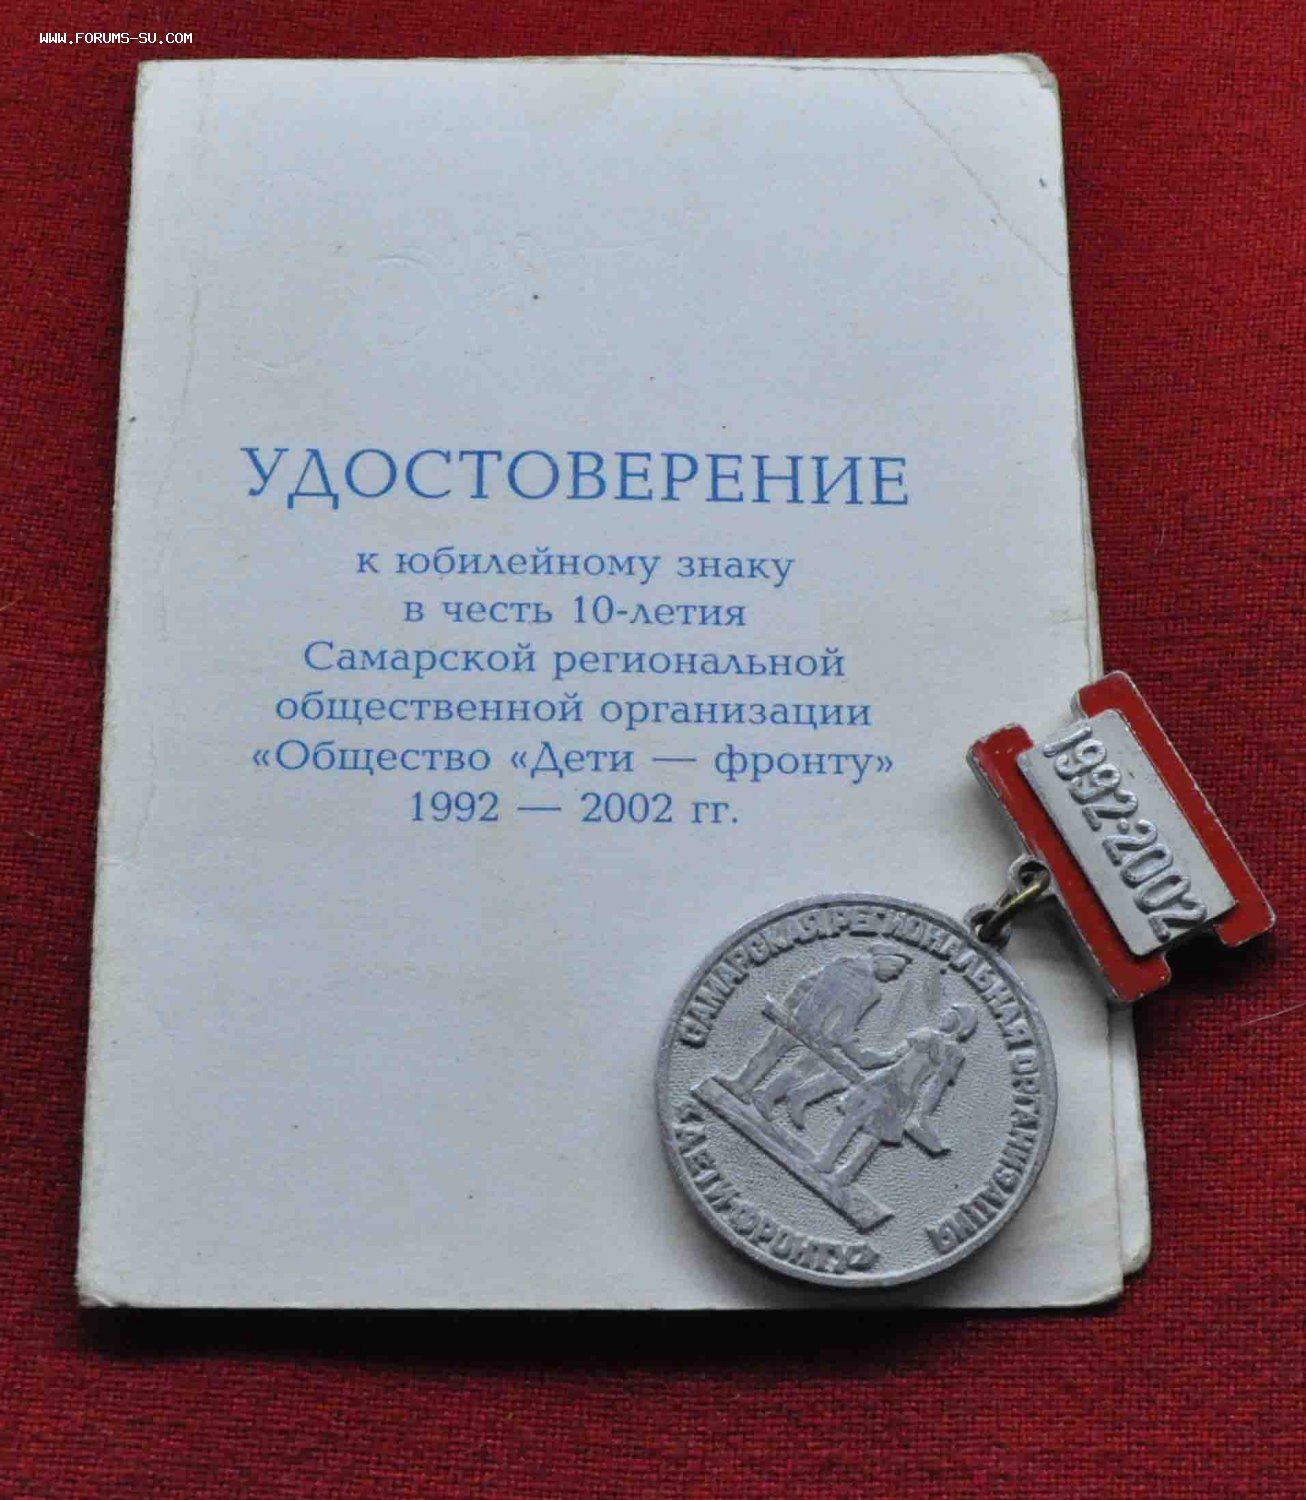 WWW.FORUMS-SU.COM
УДОСТОВЕРЕНИЕ
к юбилейному знаку
в честь 10-летия
Самарской региональной
общественной организации
«Общество «Дети — фронту»
1992 — 2002 гг.
1992·2002
САМАРСКАЯ РЕГИОНАЛЬНАЯ ОРГАНИЗАЦИЯ
«ДЕТИ-ФРОНТУ»